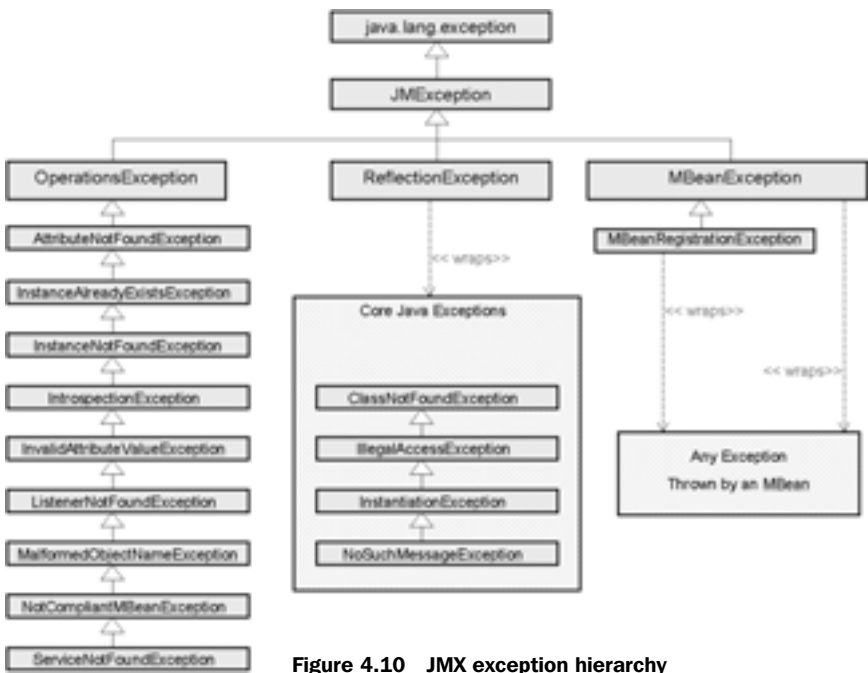 java.lang.exception
JMException
OperationsException
ReflectionException
MBeanException
AttributeNotFoundException
InstanceAlreadyExistsException
InstanceNotFoundException
IntrospectionException
InvalidAttributeValueException
ListenerNotFoundException
MalformedObjectNameException
NotCompliantMBeanException
ServiceNotFoundException
<< wraps>>
Core Java Exceptions
ClassNotFoundException
IllegalAccessException
InstantiationException
NoSuchMessageException
MBeanRegistrationException
<< wraps>>
<< wraps>>
Any Exception
Thrown by an MBean
Figure 4.10 JMX exception hierarchy